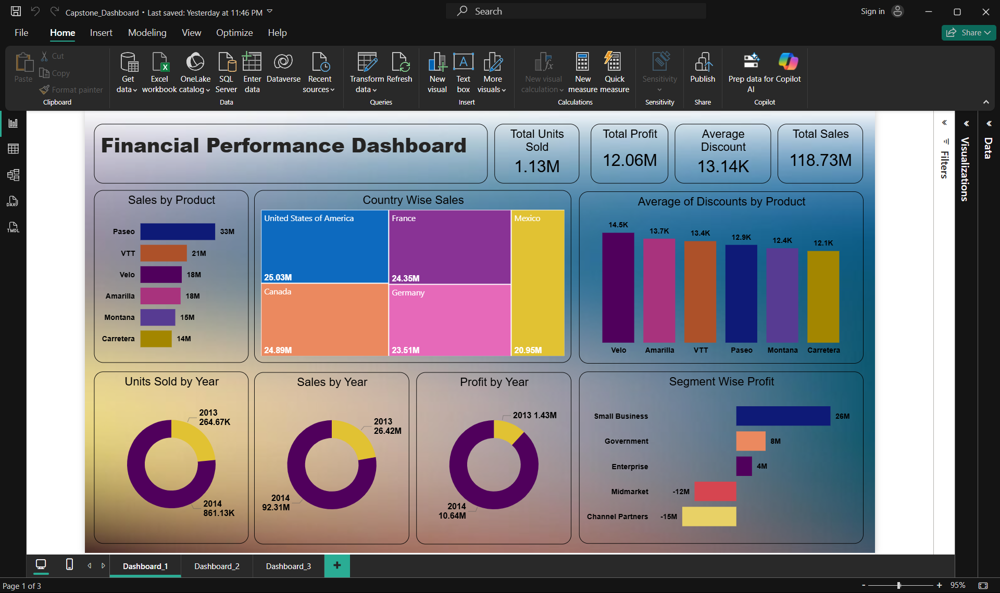 Capstone_Dashboard • Last saved: Yesterday at 11:46 PM
Search
Sign in
File
Home
Insert
Modeling
View
Optimize
Help
Share
Paste
Cut
Copy
Format painter
Clipboard
Get data
Excel workbook
OneLake catalog
SQL Server
Enter data
Dataverse
Recent sources
Data
Transform data
Refresh
Queries
New visual
Text box
More visuals
Insert
New visual calculation
New measure
Quick measure
Calculations
Sensitivity
Sensitivity
Publish
Share
Prep data for AI
Copilot
Copilot
DAX
TMDL
Financial Performance Dashboard
Total Units Sold
1.13M
Total Profit
12.06M
Average Discount
13.14K
Total Sales
118.73M
Filters
Visualizations
Data
Sales by Product
Paseo 33M
VTT 21M
Velo 18M
Amarilla 18M
Montana 15M
Carretera 14M
Country Wise Sales
United States of America
25.03M
France
24.35M
Mexico
20.95M
Canada
24.89M
Germany
23.51M
Average of Discounts by Product
14.5K
13.7K
13.4K
12.9K
12.4K
12.1K
Velo
Amarilla
VTT
Paseo
Montana
Carretera
Units Sold by Year
2013
264.67K
2014
861.13K
Sales by Year
2013
26.42M
2014
92.31M
Profit by Year
2013 1.43M
2014
10.64M
Segment Wise Profit
Small Business 26M
Government 8M
Enterprise 4M
Midmarket -12M
Channel Partners -15M
Dashboard_1
Dashboard_2
Dashboard_3
+
Page 1 of 3
- + 95%